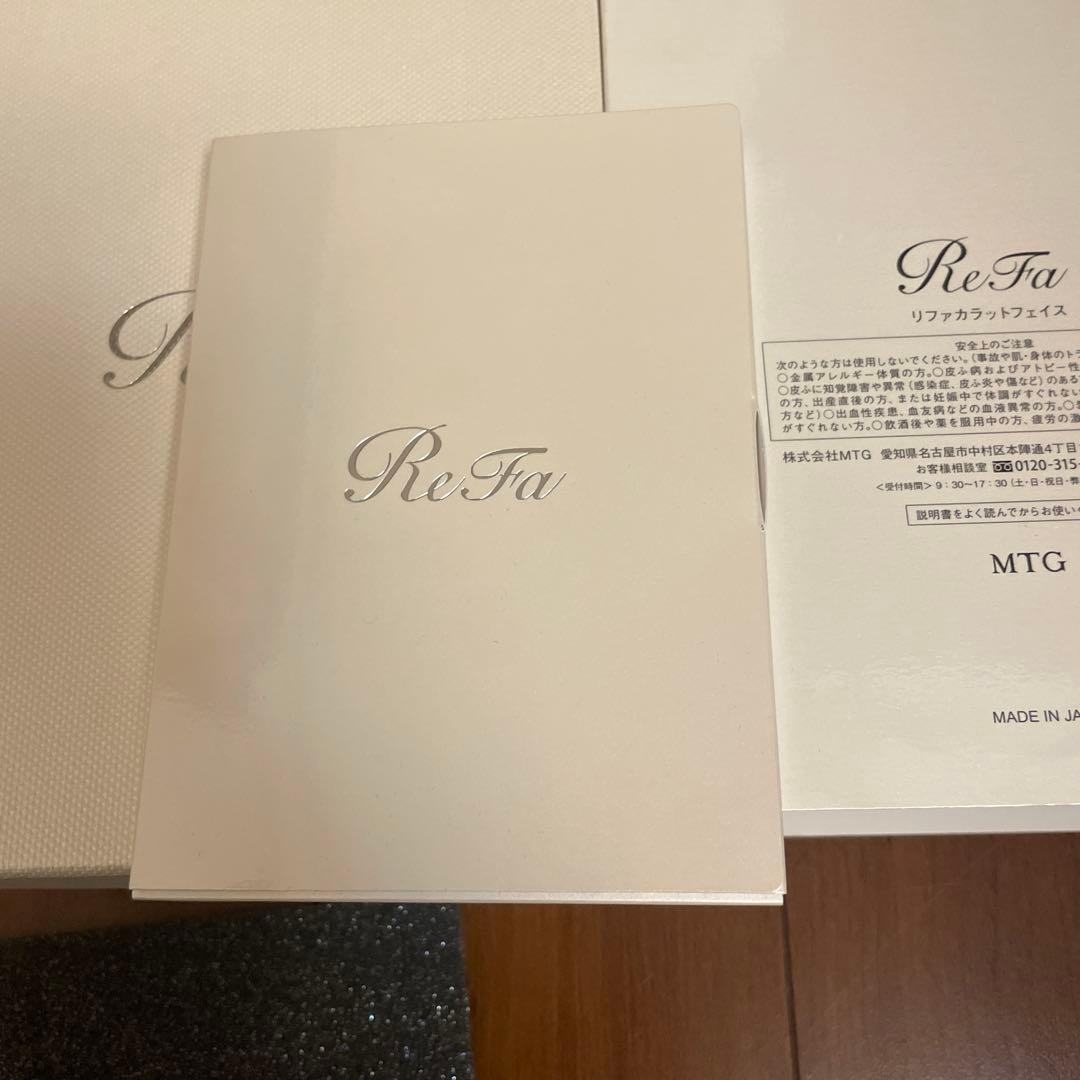 ReFa
ReFa
リファカラットフェイス
安全上のご注意
次のような方は使用しないでください。(事故や肌・身体のトラ
○金属アレルギー体質の方。○皮ふ病およびアトピー性
○皮ふに知覚障害や異常(感染症、皮ふ炎や傷など)のある
の方、出産直後の方、または妊娠中で体調がすぐれない
方など)○出血性疾患、血友病などの血液異常の方。
がすぐれない方。○飲酒後や薬を服用中の方、疲労の激
株式会社MTG 愛知県名古屋市中村区本陣通4丁目
お客様相談室 0120-315-
<受付時間>9:30〜17:30(土・日・祝日・弊
説明書をよく読んでからお使いく
MTG
MADE IN JA